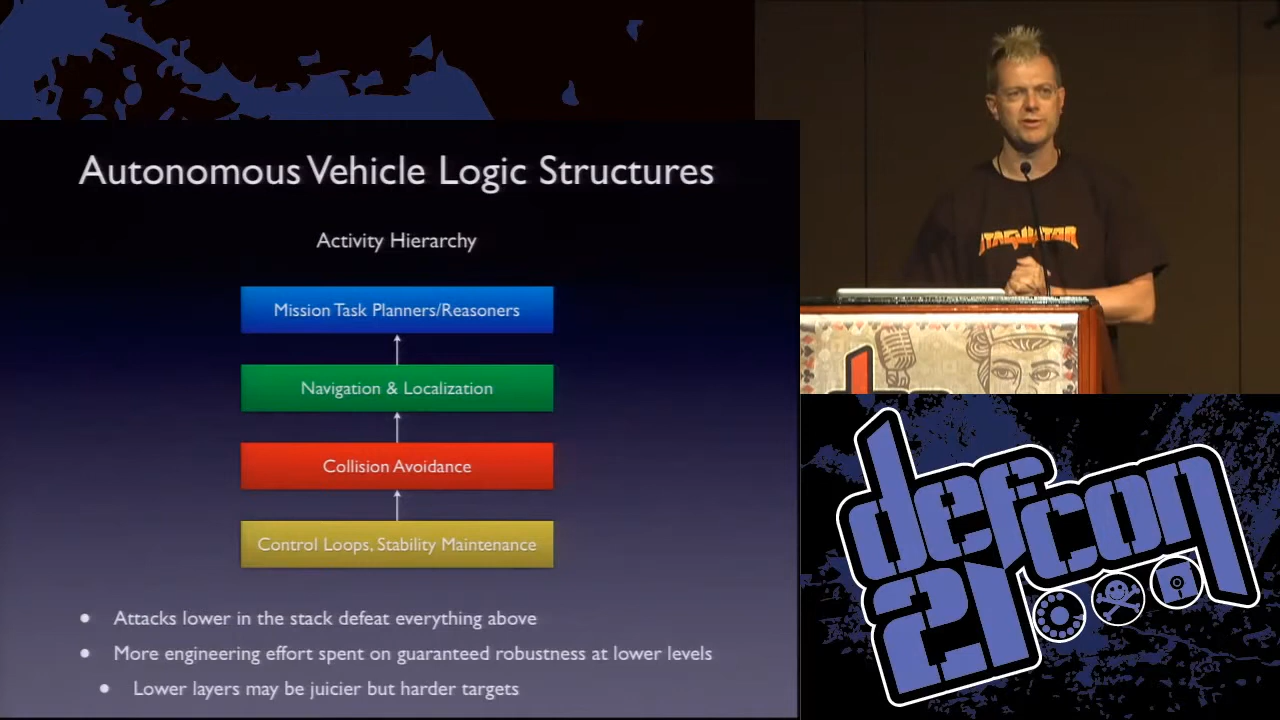 Autonomous Vehicle Logic Structures
Activity Hierarchy
Mission Task Planners/Reasoners
Navigation & Localization
Collision Avoidance
Control Loops, Stability Maintenance
Attacks lower in the stack defeat everything above
More engineering effort spent on guaranteed robustness at lower levels
Lower layers may be juicier but harder targets
defcon
21